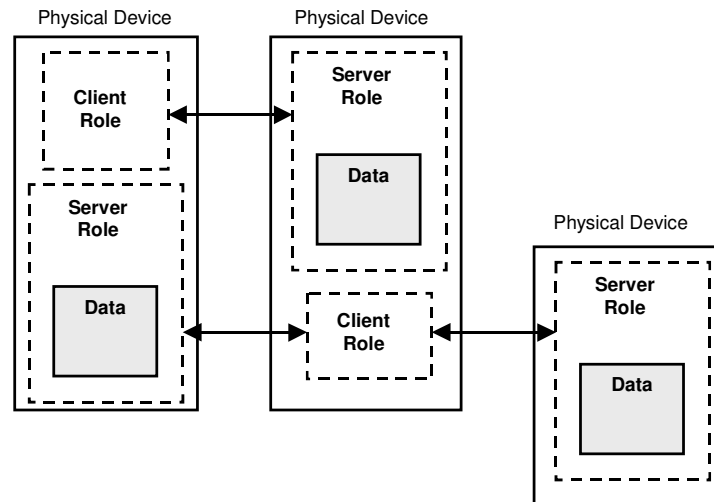 Physical Device
Client
Role
Server
Role
Data
Physical Device
Server
Role
Data
Client
Role
Physical Device
Server
Role
Data